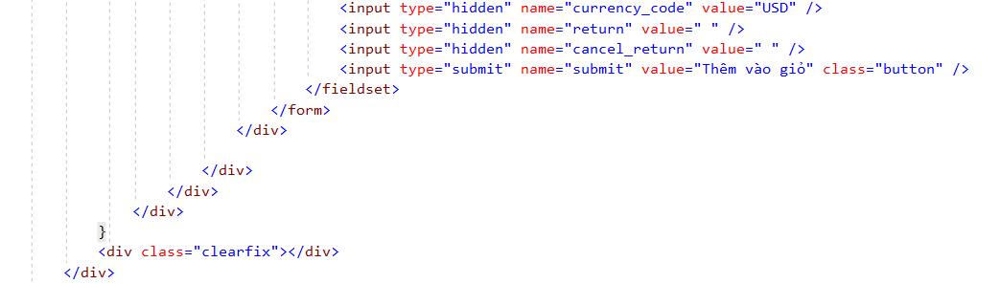 <input type="hidden" name="currency_code" value="USD" />
<input type="hidden" name="return" value=" " />
<input type="hidden" name="cancel_return" value=" " />
<input type="submit" name="submit" value="Thêm vào giỏ" class="button" />
</fieldset>
</form>
</div>
</div>
</div>
</div>
}
<div class="clearfix"></div>
</div>